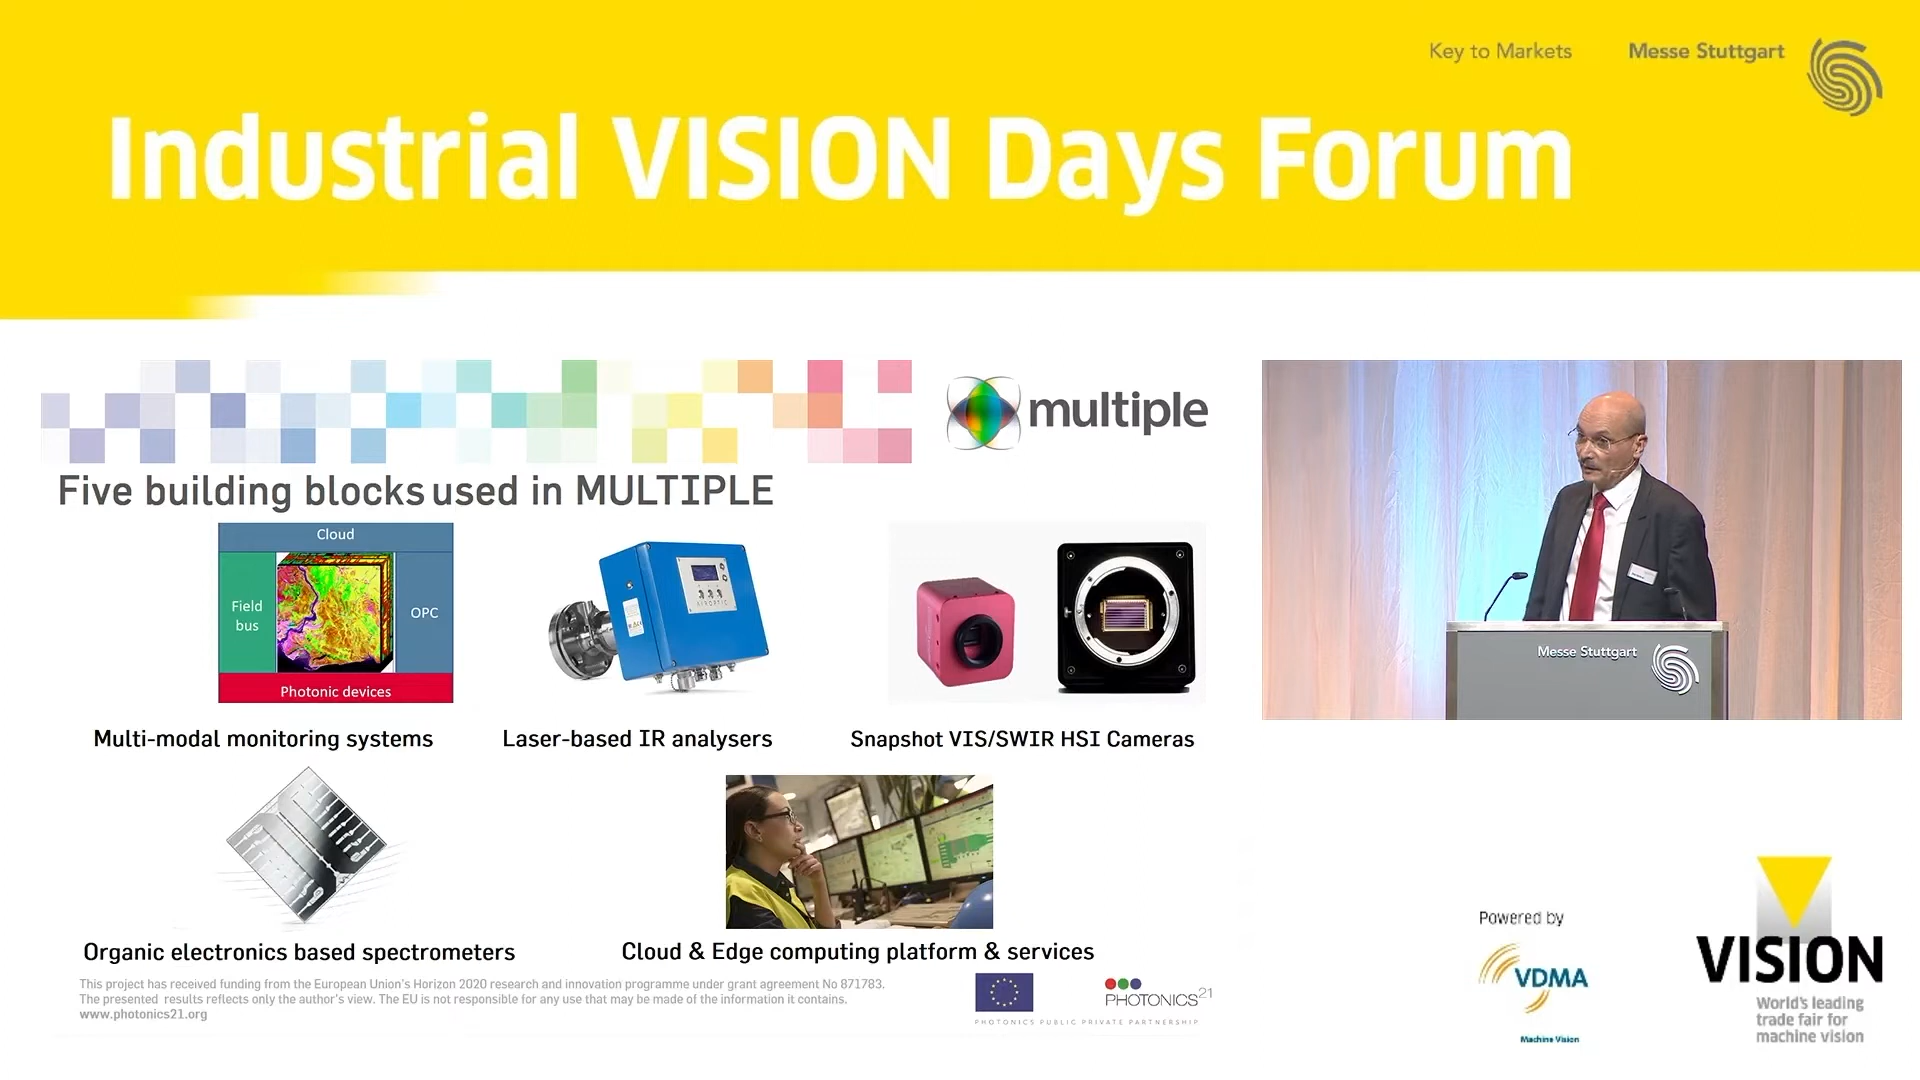 Key to Markets
Messe Stuttgart
Industrial VISION Days Forum
multiple
Five building blocks used in MULTIPLE
Cloud
Field
bus
OPC
Photonic devices
Multi-modal monitoring systems
Laser-based IR analysers
Snapshot VIS/SWIR HSI Cameras
Messe Stuttgart
Organic electronics based spectrometers
Cloud & Edge computing platform & services
This project has received funding from the European Union's Horizon 2020 research and innovation programme under grant agreement No 871783.
The presented results reflects only the author's view. The EU is not responsible for any use that may be made of the information it contains.
www.photonics21.org
PHOTONICS21
PHOTONICS PUBLIC PRIVATE PARTNERSHIP
Powered by
VDMA
Machine Vision
VISION
World's leading
trade fair for
machine vision